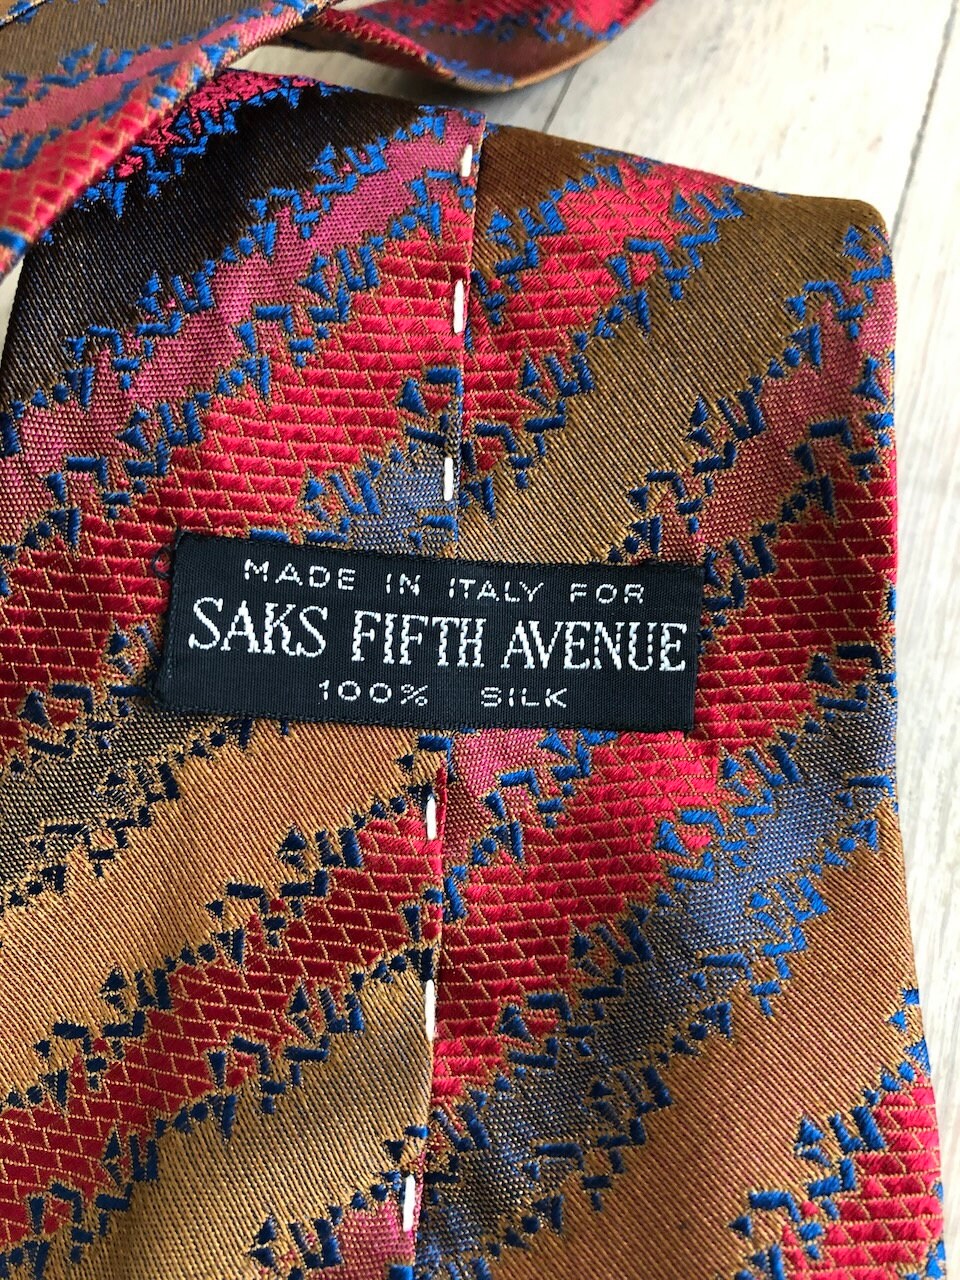 MADE IN ITALY FOR
SAKS FIFTH AVENUE
100% SILK